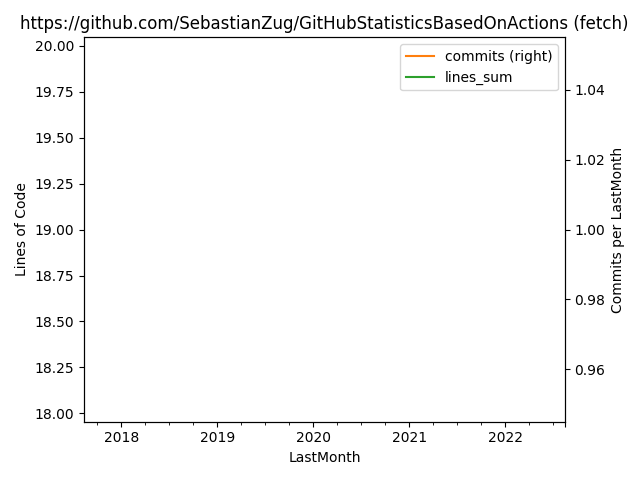 https://github.com/SebastianZug/GitHubStatisticsBasedOnActions (fetch)
commits (right)
lines_sum
20.00
19.75
19.50
19.25
19.00
18.75
18.50
18.25
18.00
Lines of Code
1.04
1.02
1.00
0.98
0.96
Commits per LastMonth
2018 2019 2020 2021 2022
LastMonth